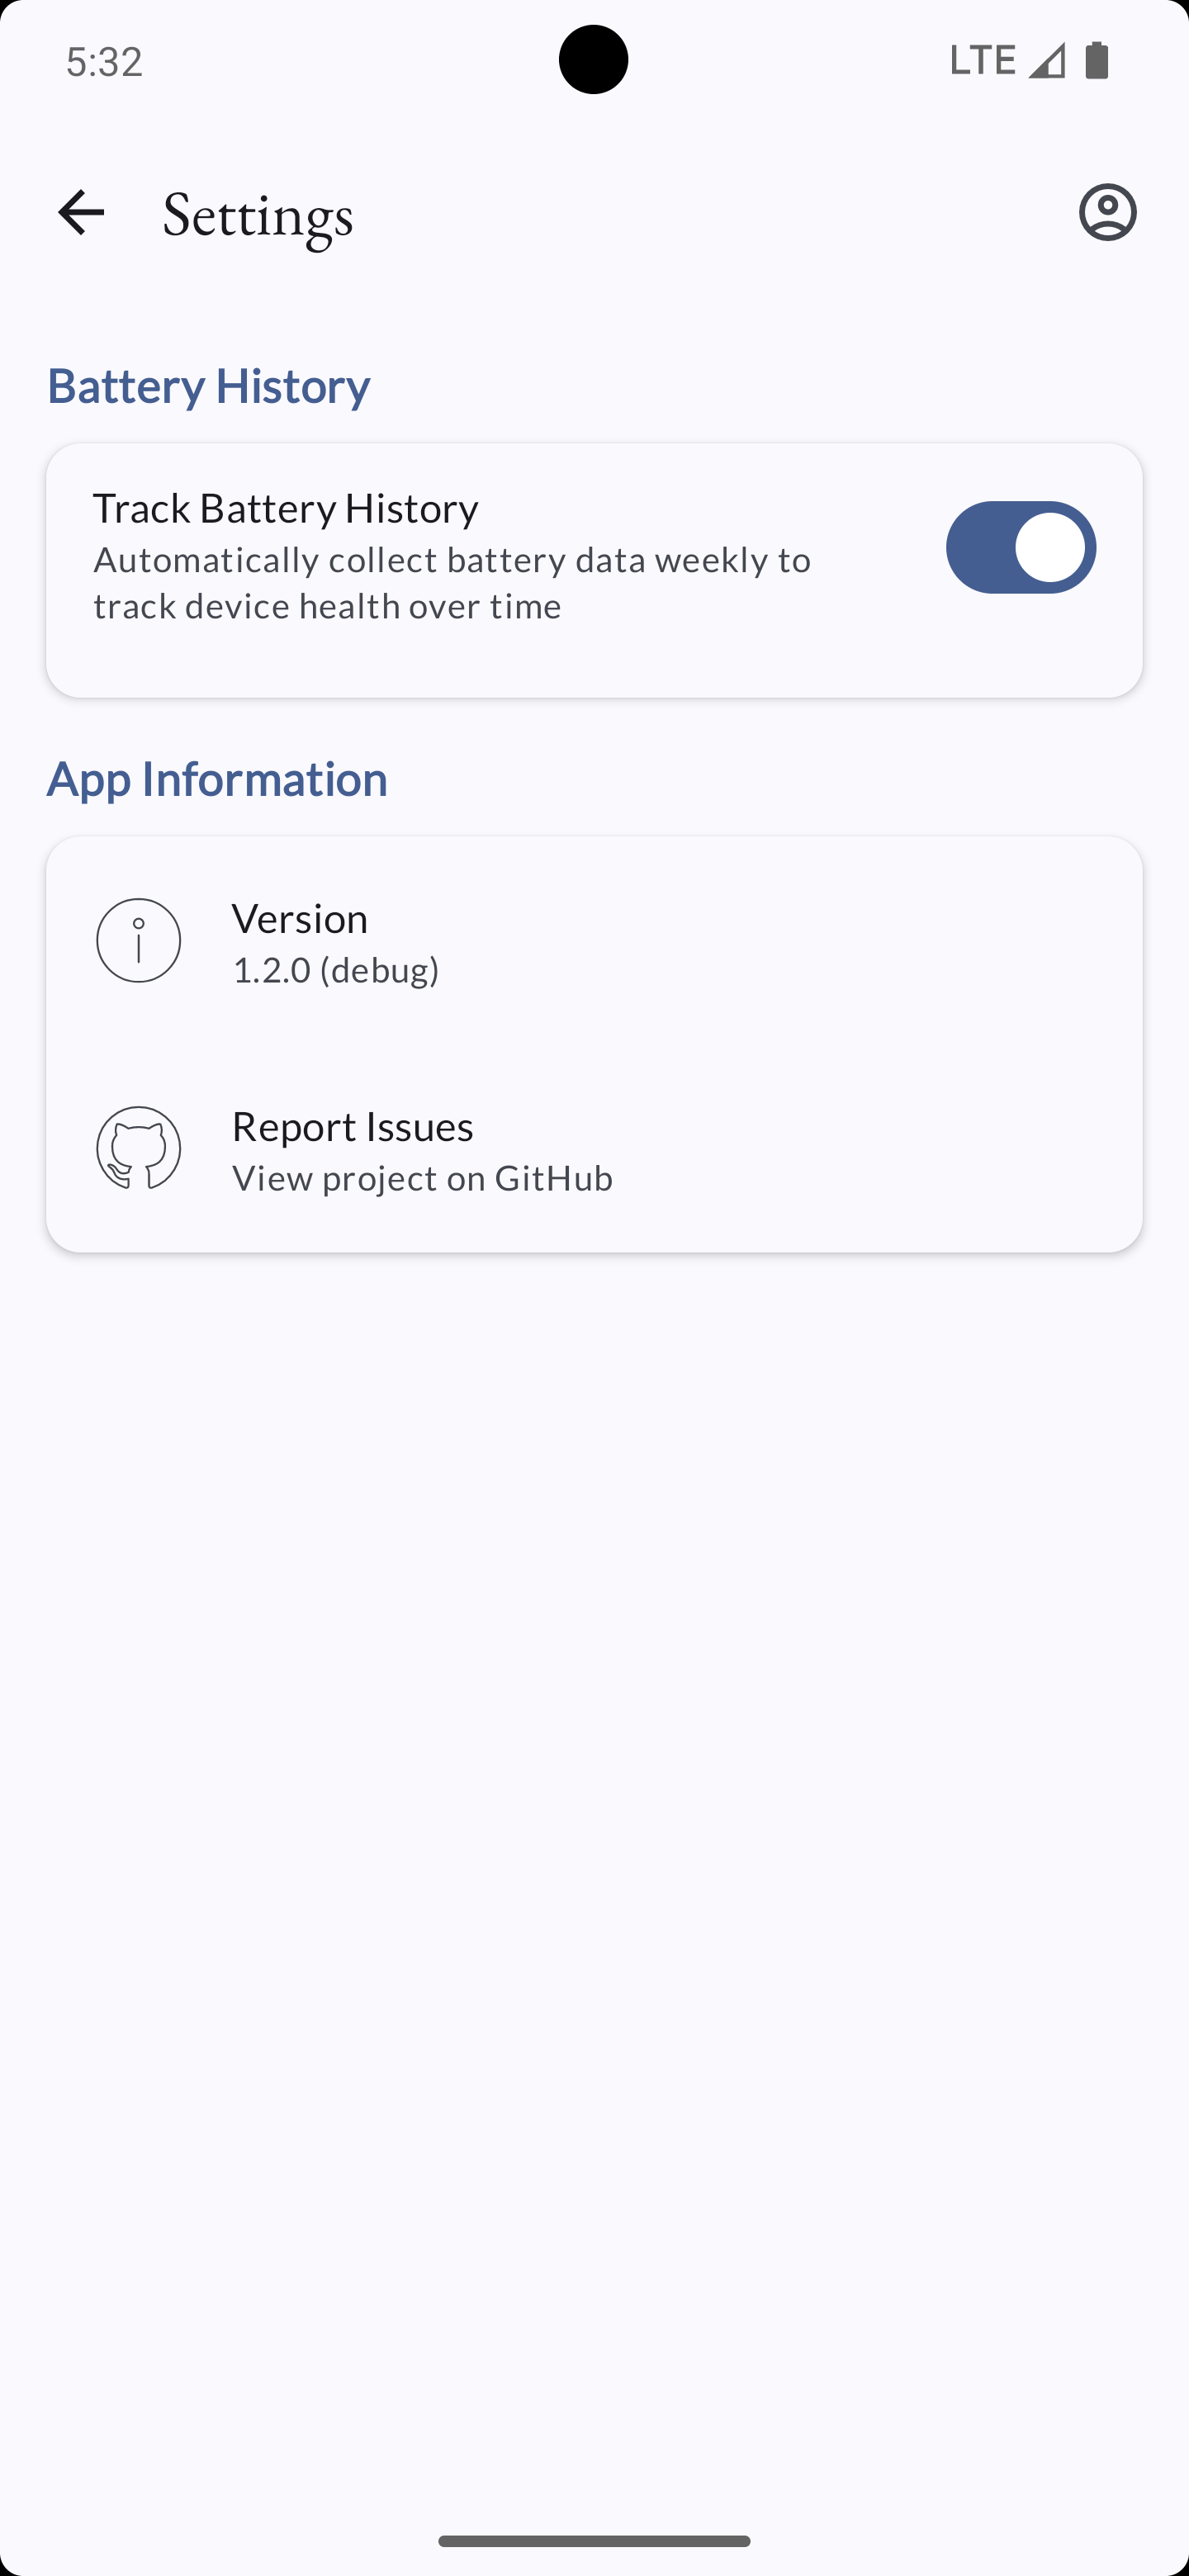 5:32
LTE
Settings
Battery History
Track Battery History
Automatically collect battery data weekly to
track device health over time
App Information
Version
1.2.0 (debug)
Report Issues
View project on GitHub